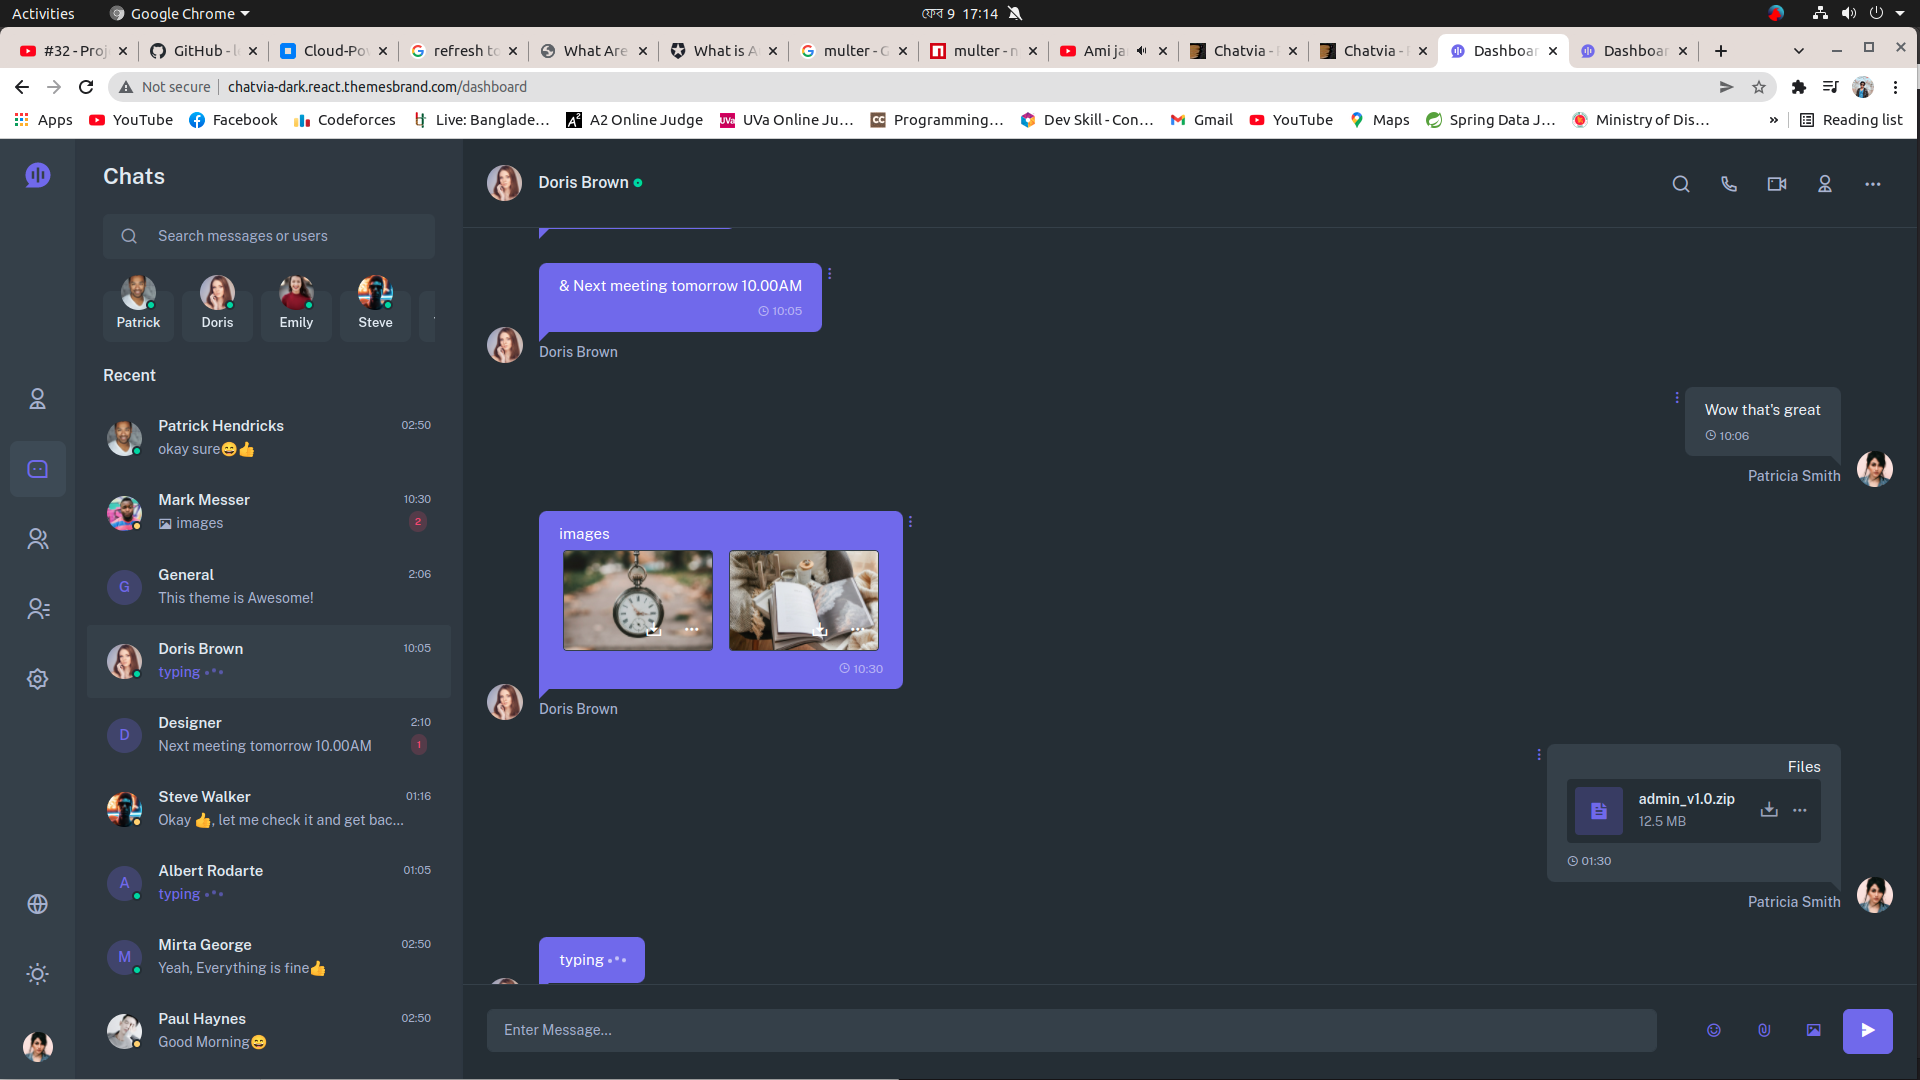 Activities
Google Chrome
ফেব 9 17:14
#32 - Proj
GitHub - l
Cloud-Pow
refresh to
What Are
What is A
multer - G
multer - n
Ami ja
Chatvia - R
Chatvia - R
Dashboar
Dashboar
Not secure
chatvia-dark.react.themesbrand.com/dashboard
Apps
YouTube
Facebook
Codeforces
Live: Banglade...
A2 Online Judge
UVa Online Ju...
Programming...
Dev Skill - Con...
Gmail
YouTube
Maps
Spring Data J...
Ministry of Dis...
»
Reading list
Chats
Search messages or users
Patrick
Doris
Emily
Steve
Recent
Patrick Hendricks
02:50
okay sure😄👍
Mark Messer
10:30
images
2
G
General
2:06
This theme is Awesome!
Doris Brown
10:05
typing
D
Designer
2:10
Next meeting tomorrow 10.00AM
1
Steve Walker
01:16
Okay 👍, let me check it and get bac...
A
Albert Rodarte
01:05
typing
M
Mirta George
02:50
Yeah, Everything is fine👍
Paul Haynes
02:50
Good Morning😄
Doris Brown
& Next meeting tomorrow 10.00AM
10:05
Doris Brown
Wow that's great
10:06
Patricia Smith
images
10:30
Doris Brown
Files
admin_v1.0.zip
12.5 MB
01:30
Patricia Smith
typing
Enter Message...